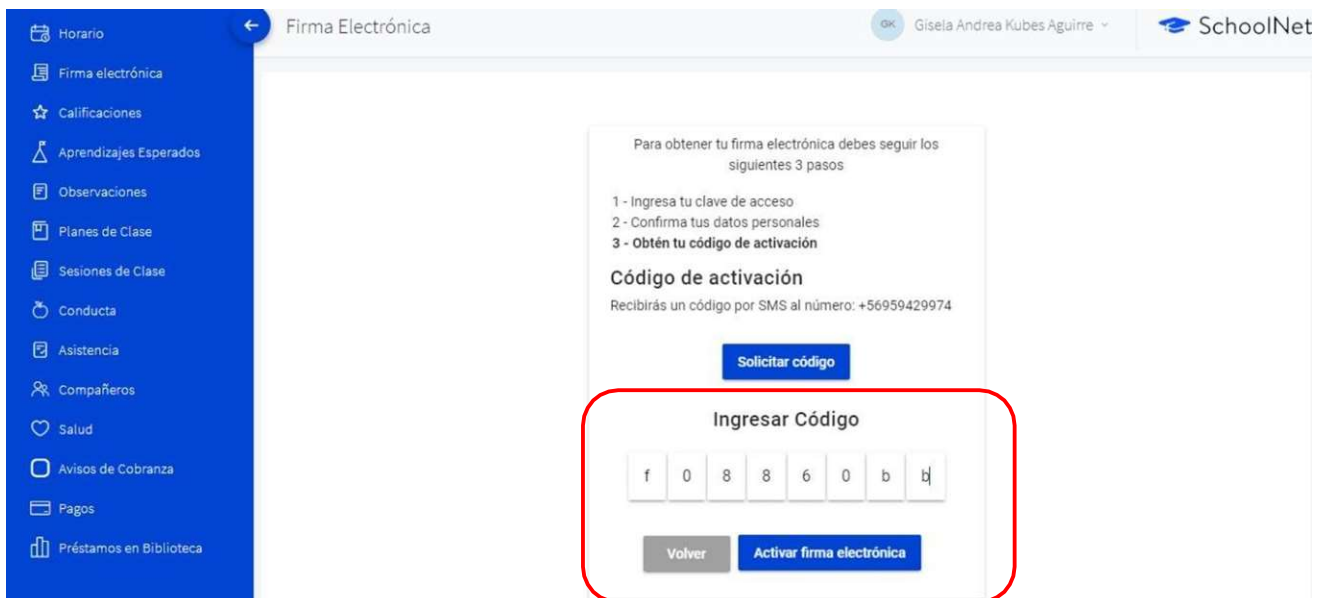 Horario
Firma electrónica
Calificaciones
Aprendizajes Esperados
Observaciones
Planes de Clase
Sesiones de Clase
Conducta
Asistencia
Compañeros
Salud
Avisos de Cobranza
Pagos
Préstamos en Biblioteca
Firma Electrónica
GK Gisela Andrea Kubes Aguirre
SchoolNet
Para obtener tu firma electrónica debes seguir los
siguientes 3 pasos
1 - Ingresa tu clave de acceso
2 - Confirma tus datos personales
3 - Obtén tu código de activación
Código de activación
Recibirás un código por SMS al número: +56959429974
Solicitar código
Ingresar Código
f 0 8 8 6 0 b b
Volver Activar firma electrónica